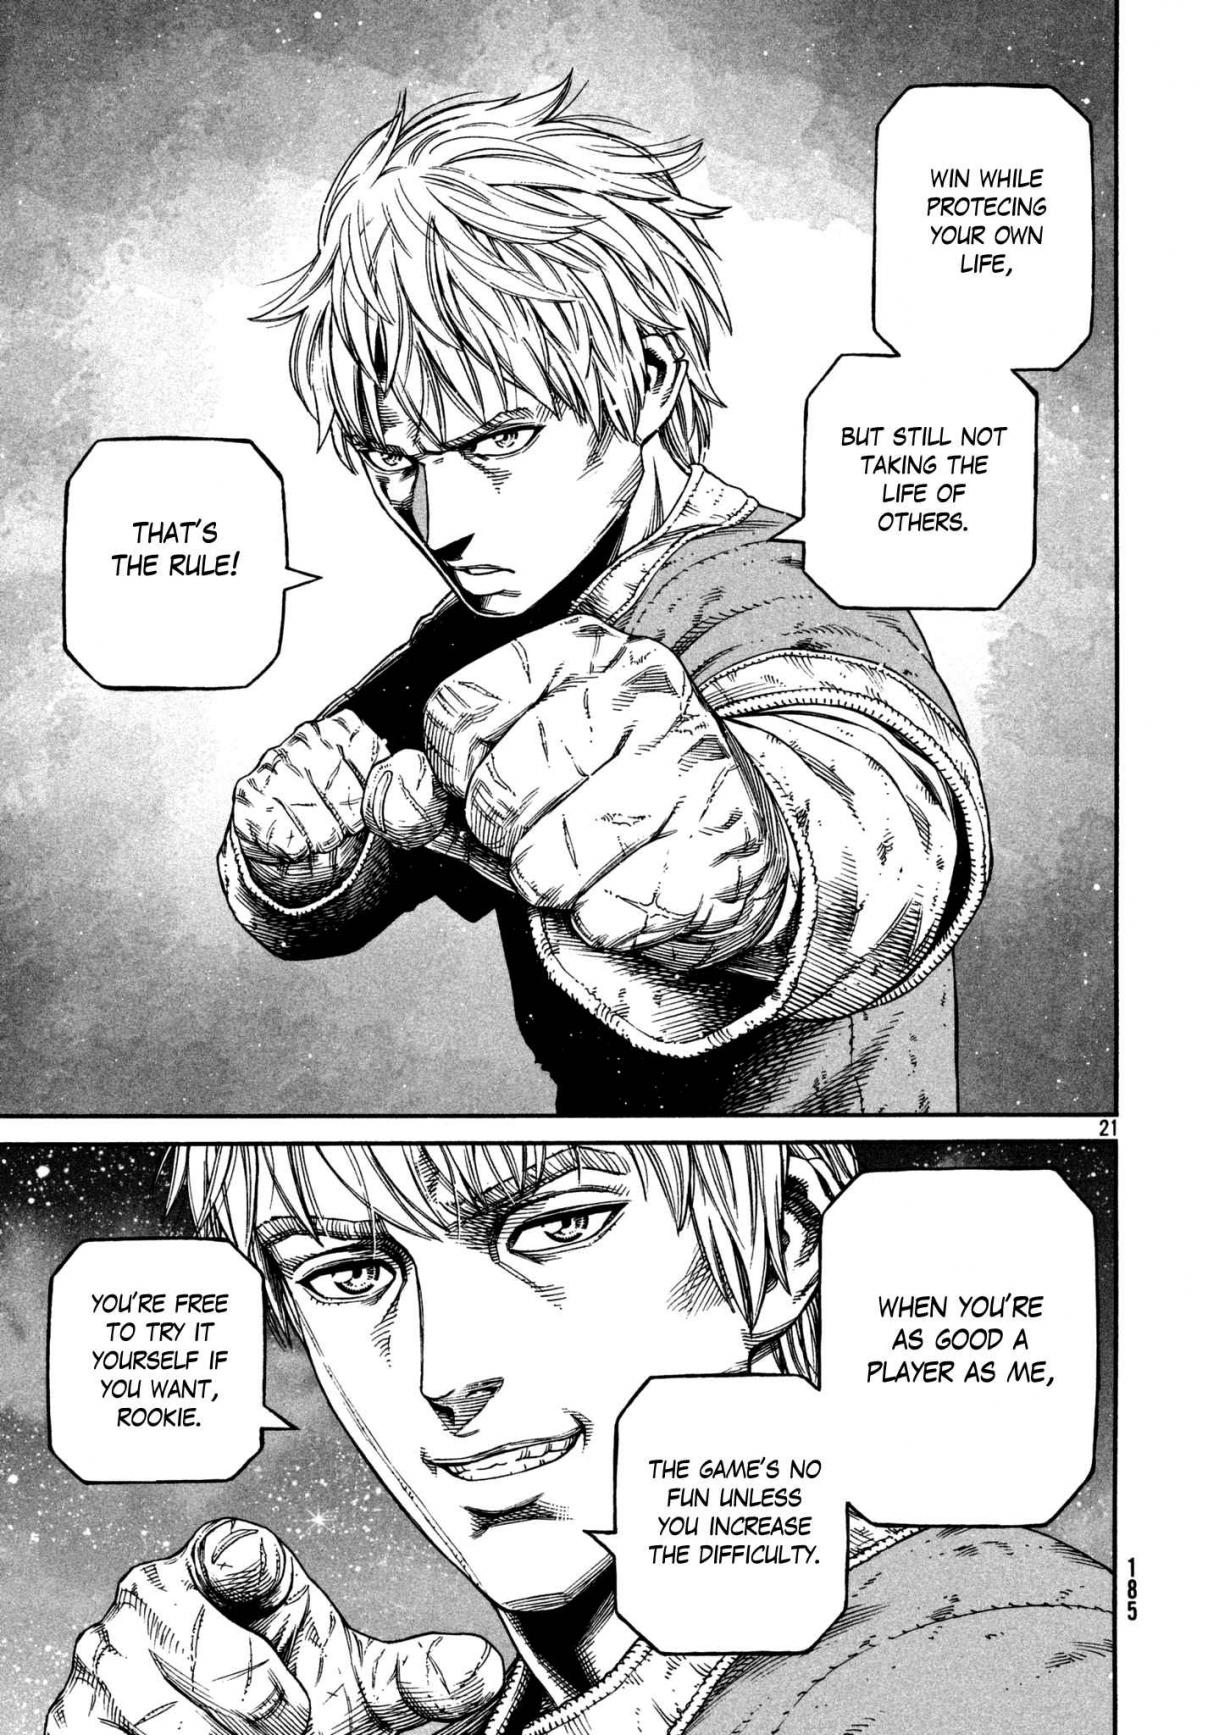 WIN WHILE
PROTECING
YOUR OWN
LIFE,
BUT STILL NOT
TAKING THE
LIFE OF
OTHERS.
THAT'S
THE RULE!
21
WHEN YOU'RE
AS GOOD A
PLAYER AS ME,
THE GAME'S NO
FUN UNLESS
YOU INCREASE
THE DIFFICULTY.
YOU'RE FREE
TO TRY IT
YOURSELF IF
YOU WANT,
ROOKIE.
185